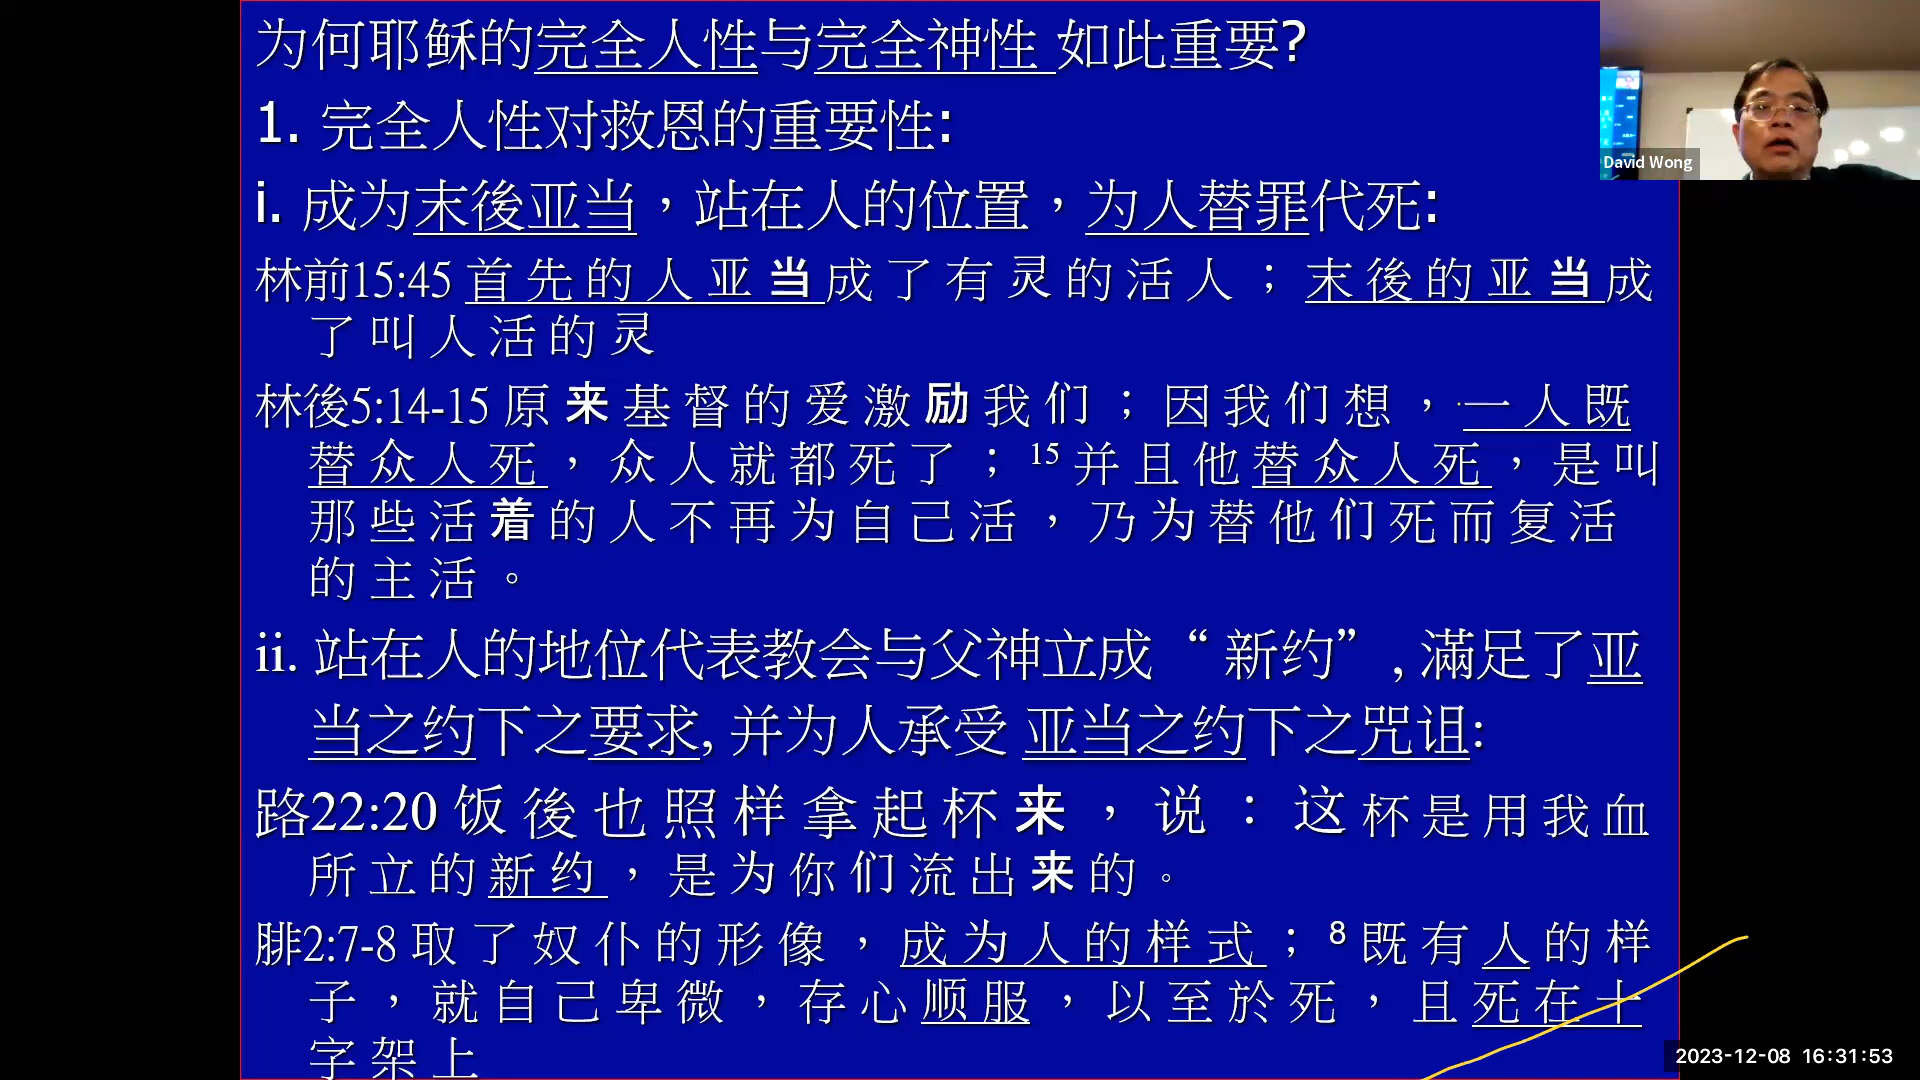 为何耶稣的完全人性与完全神性 如此重要?
1. 完全人性对救恩的重要性:
i. 成为末後亚当，站在人的位置，为人替罪代死:
林前15:45 首先的人亚当成了有灵的活人；末後的亚当成
了叫人活的灵
林後5:14-15 原来基督的爱激励我们；因我们想，一人既
替众人死，众人就都死了；15 并且他替众人死，是叫
那些活着的人不再为自己活，乃为替他们死而复活
的主活。
ii. 站在人的地位代表教会与父神立成“新约”, 滿足了亚
当之约下之要求, 并为人承受 亚当之约下之咒诅:
路22:20 饭後也照样拿起杯来，说：这杯是用我血
所立的新约，是为你们流出来的。
腓2:7-8 取了奴仆的形像，成为人的样式；8 既有人的样
子，就自己卑微，存心顺服，以至於死，且死在十
字架上
David Wong
2023-12-08 16:31:53